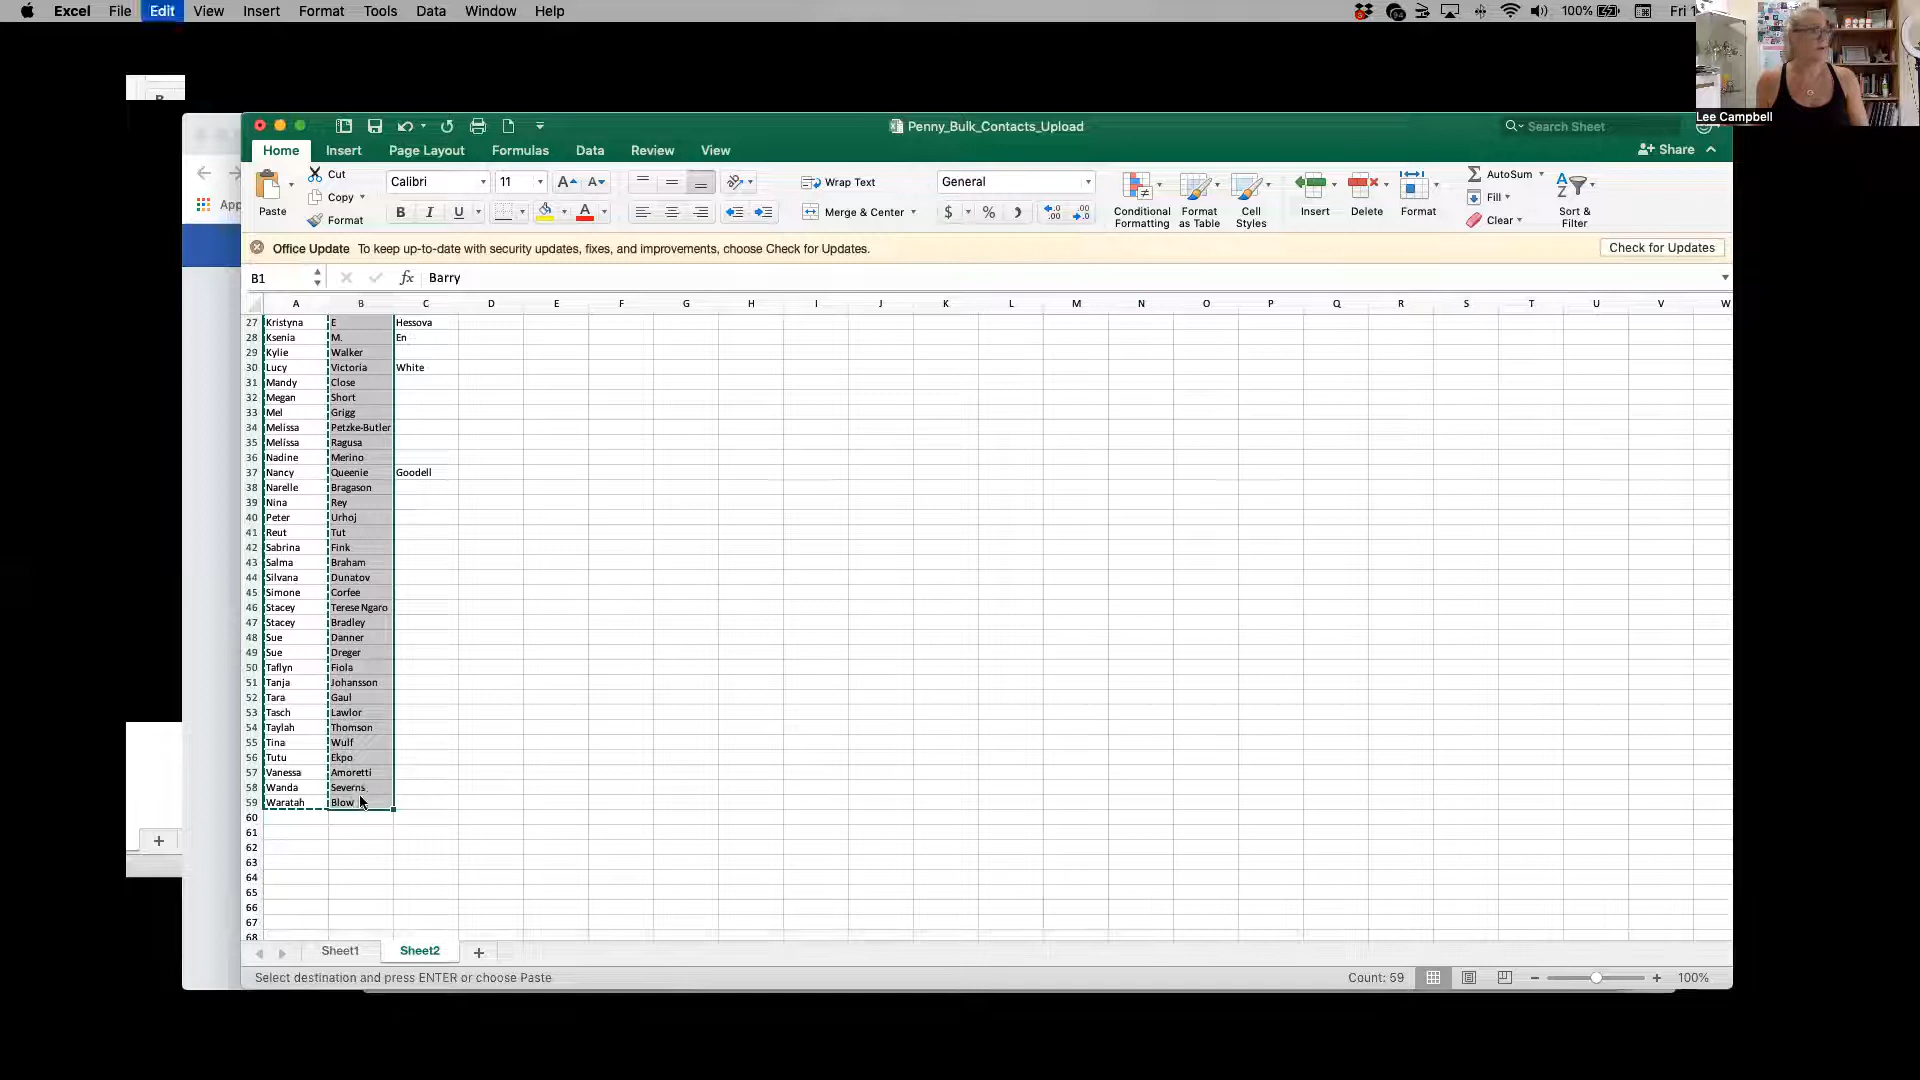 Excel File Edit View Insert Format Tools Data Window Help 100% Fri 1
Lee Campbell
Penny_Bulk_Contacts_Upload Search Sheet
Home Insert Page Layout Formulas Data Review View Share
Cut
Copy
Format
Paste
Calibri 11
B I U
A
Wrap Text
Merge & Center
General
$ %
Conditional Formatting
Format as Table
Cell Styles
Insert Delete Format
AutoSum
Fill
Clear
Sort & Filter
App
Office Update To keep up-to-date with security updates, fixes, and improvements, choose Check for Updates. Check for Updates
B1 fx Barry
A B C D E F G H I J K L M N O P Q R S T U V W
27 Kristyna E Hessova
28 Ksenia M. En
29 Kylie Walker
30 Lucy Victoria White
31 Mandy Close
32 Megan Short
33 Mel Grigg
34 Melissa Petzke-Butler
35 Melissa Ragusa
36 Nadine Merino
37 Nancy Queenie Goodell
38 Narelle Bragason
39 Nina Rey
40 Peter Urhoj
41 Reut Tut
42 Sabrina Fink
43 Salma Braham
44 Silvana Dunatov
45 Simone Corfee
46 Stacey Terese Ngaro
47 Stacey Bradley
48 Sue Danner
49 Sue Dreger
50 Taflyn Fiola
51 Tanja Johansson
52 Tara Gaul
53 Tasch Lawlor
54 Taylah Thomson
55 Tina Wulf
56 Tutu Ekpo
57 Vanessa Amoretti
58 Wanda Severns
59 Waratah Blow
60
61
62
63
64
65
66
67
68
Sheet1 Sheet2
Select destination and press ENTER or choose Paste Count: 59 100%